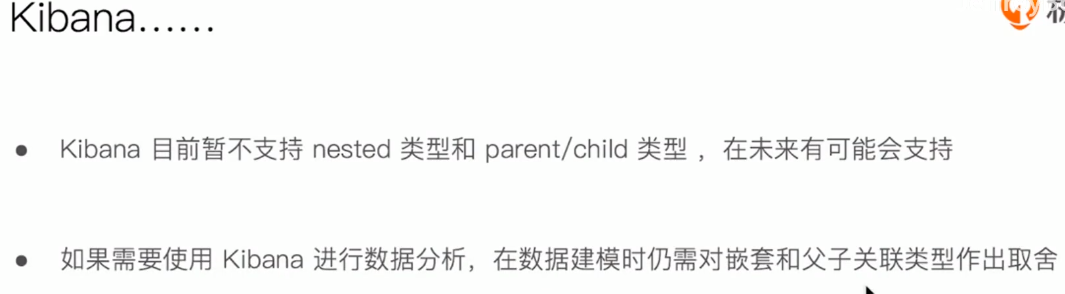 Kibana……
Kibana 目前暂不支持 nested 类型和 parent/child 类型 ，在未来有可能会支持
如果需要使用 Kibana 进行数据分析，在数据建模时仍需对嵌套和父子关联类型作出取舍